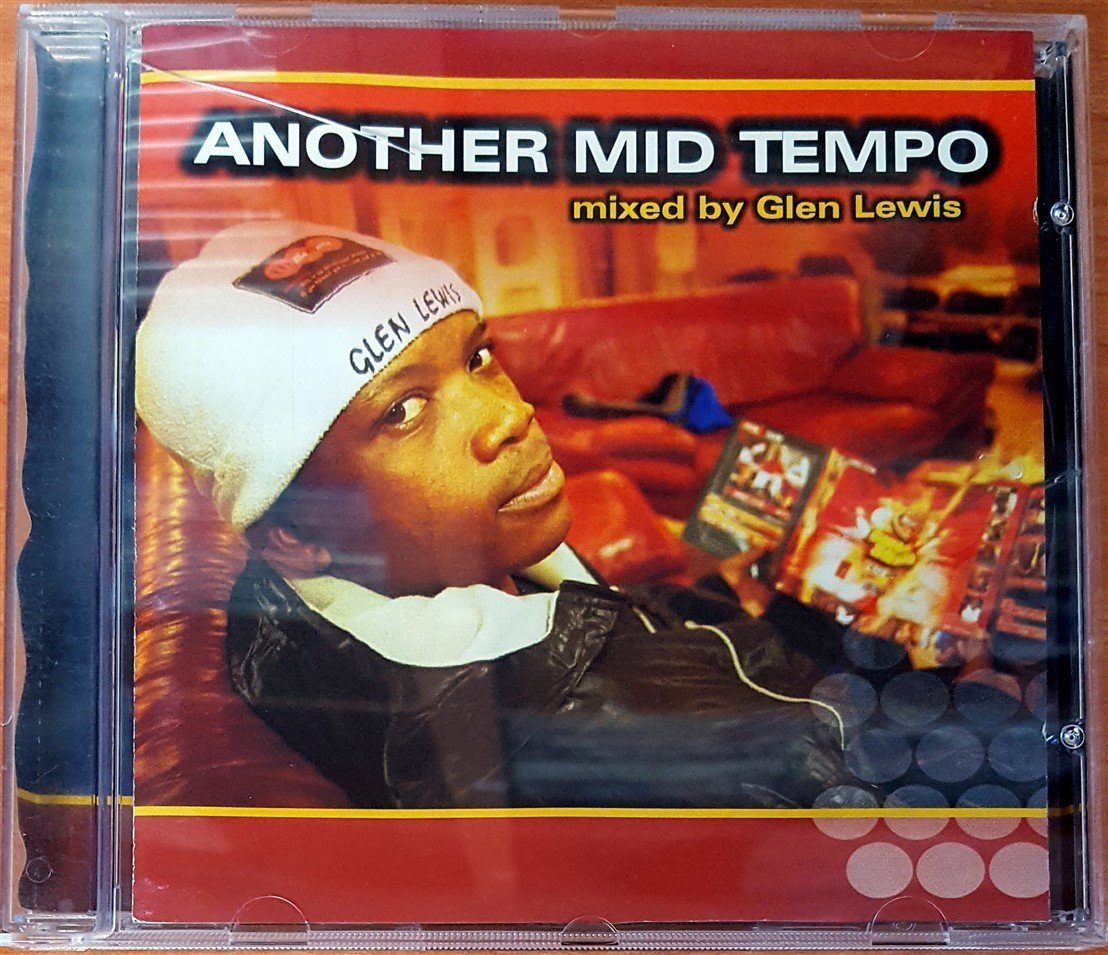 ANOTHER MID TEMPO
mixed by Glen Lewis
GLEN LEWIS